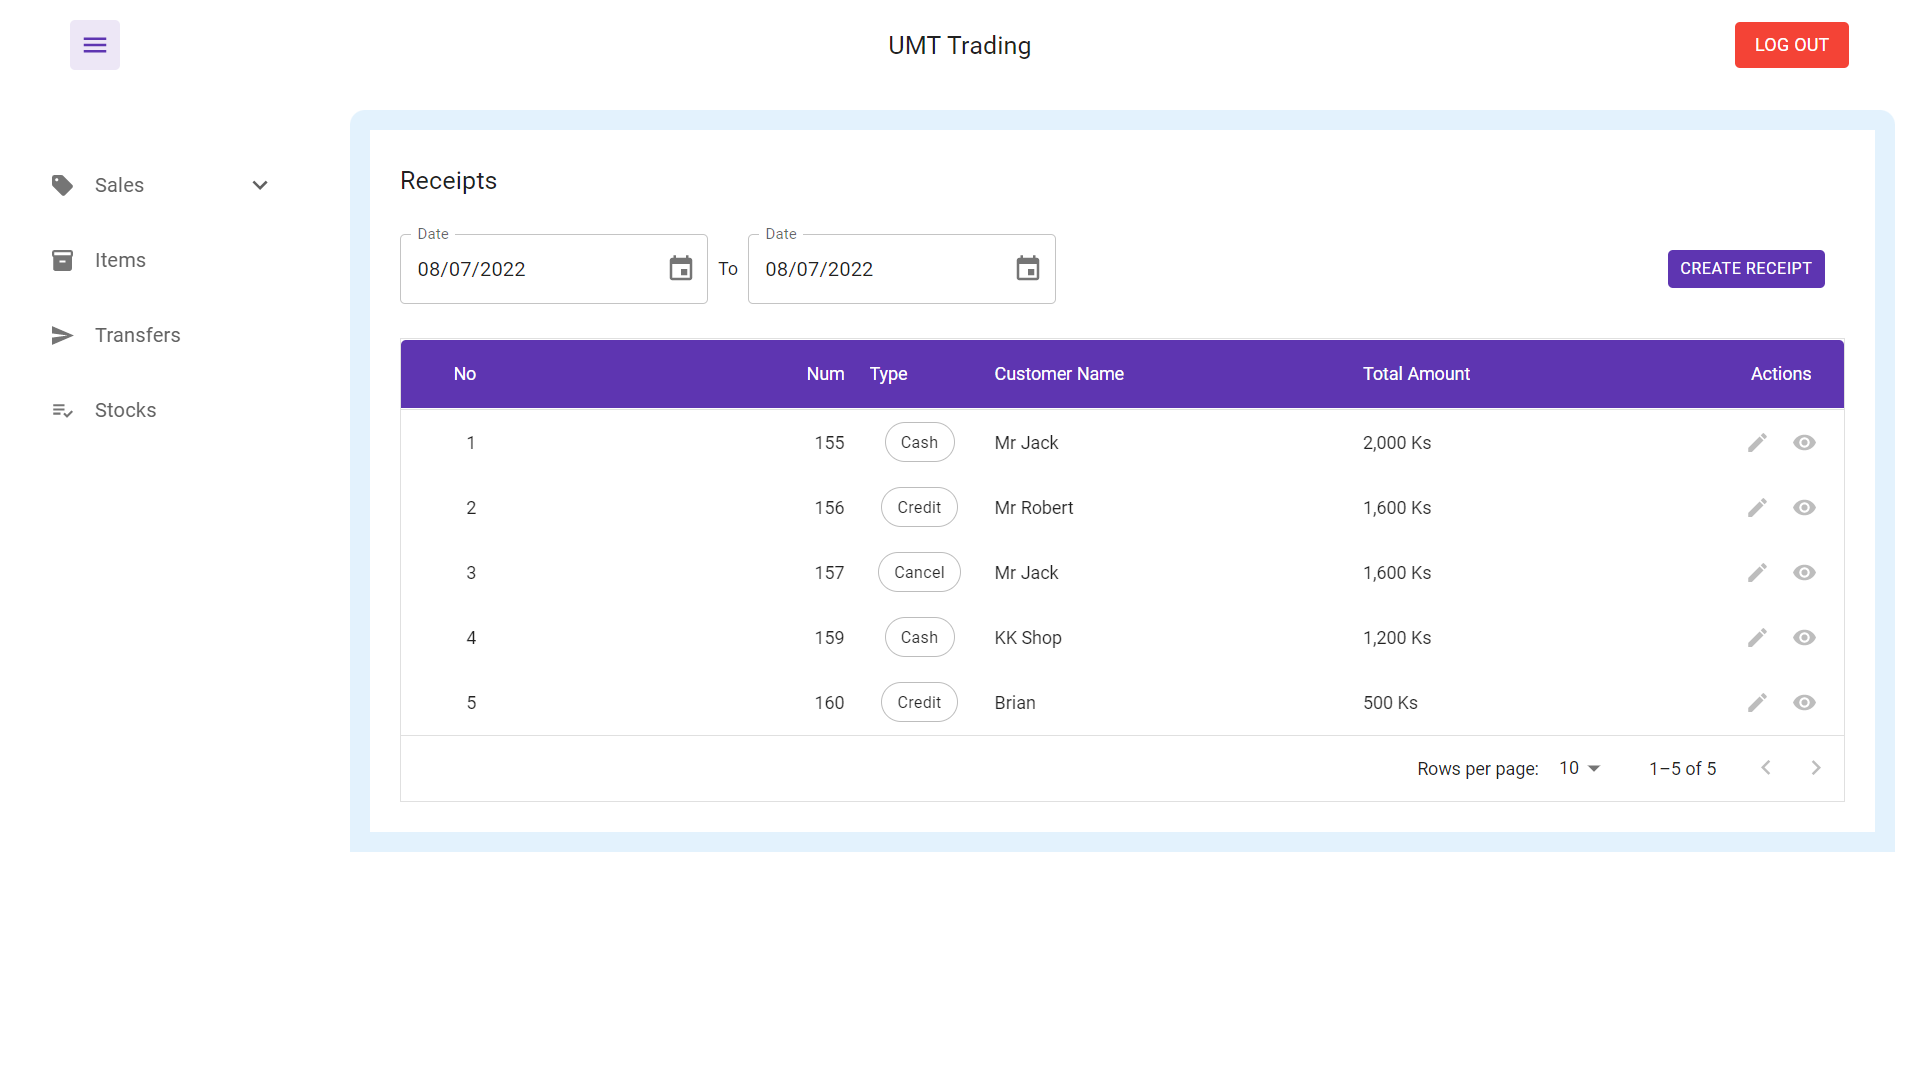 UMT Trading
LOG OUT
Sales
Items
Transfers
Stocks
Receipts
Date
08/07/2022
To
Date
08/07/2022
CREATE RECEIPT
No Num Type Customer Name Total Amount Actions
1 155 Cash Mr Jack 2,000 Ks
2 156 Credit Mr Robert 1,600 Ks
3 157 Cancel Mr Jack 1,600 Ks
4 159 Cash KK Shop 1,200 Ks
5 160 Credit Brian 500 Ks
Rows per page: 10 1–5 of 5